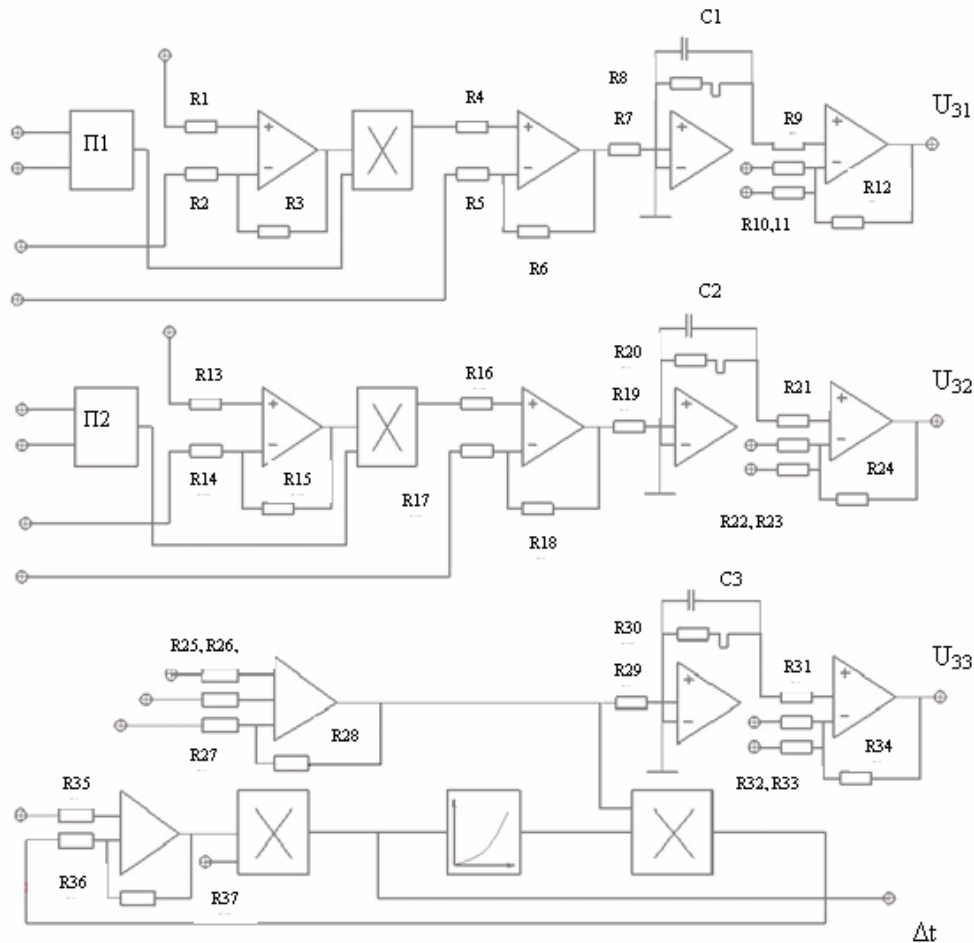 C1
R1
R4
R8
R7
R9
U31
П1
R2
R3
R5
R12
R10,11
R6
C2
R13
R16
R20
R19
R21
U32
П2
R14
R15
R17
R24
R22, R23
R18
C3
R25, R26,
R30
R29
R31
U33
R27
R28
R34
R32, R33
R35
R36
R37
Δt